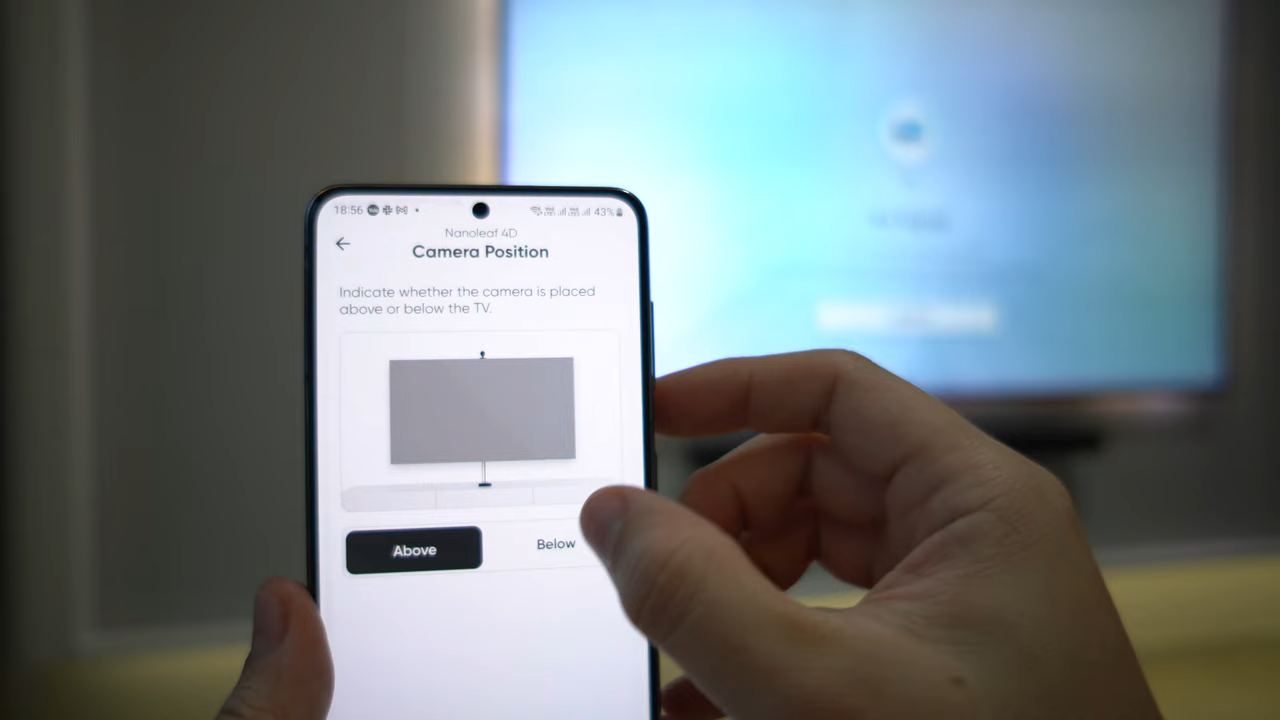 18:56 43%
Nanoleaf 4D
Camera Position
Indicate whether the camera is placed
above or below the TV.
Above
Below